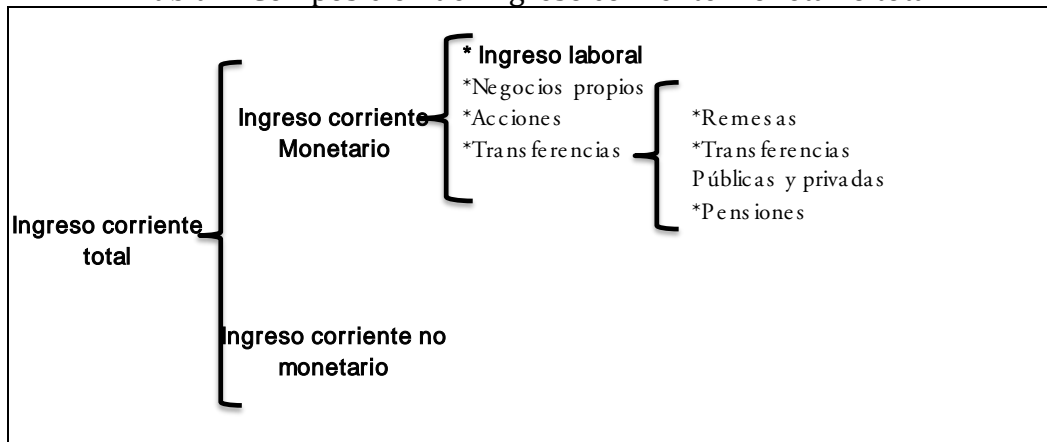 * Ingreso laboral
*Negocios propios
Ingreso corriente
Monetario
*Acciones
*Transferencias
*Remesas
*Transferencias
Públicas y privadas
*Pensiones
Ingreso corriente
total
Ingreso corriente no
monetario